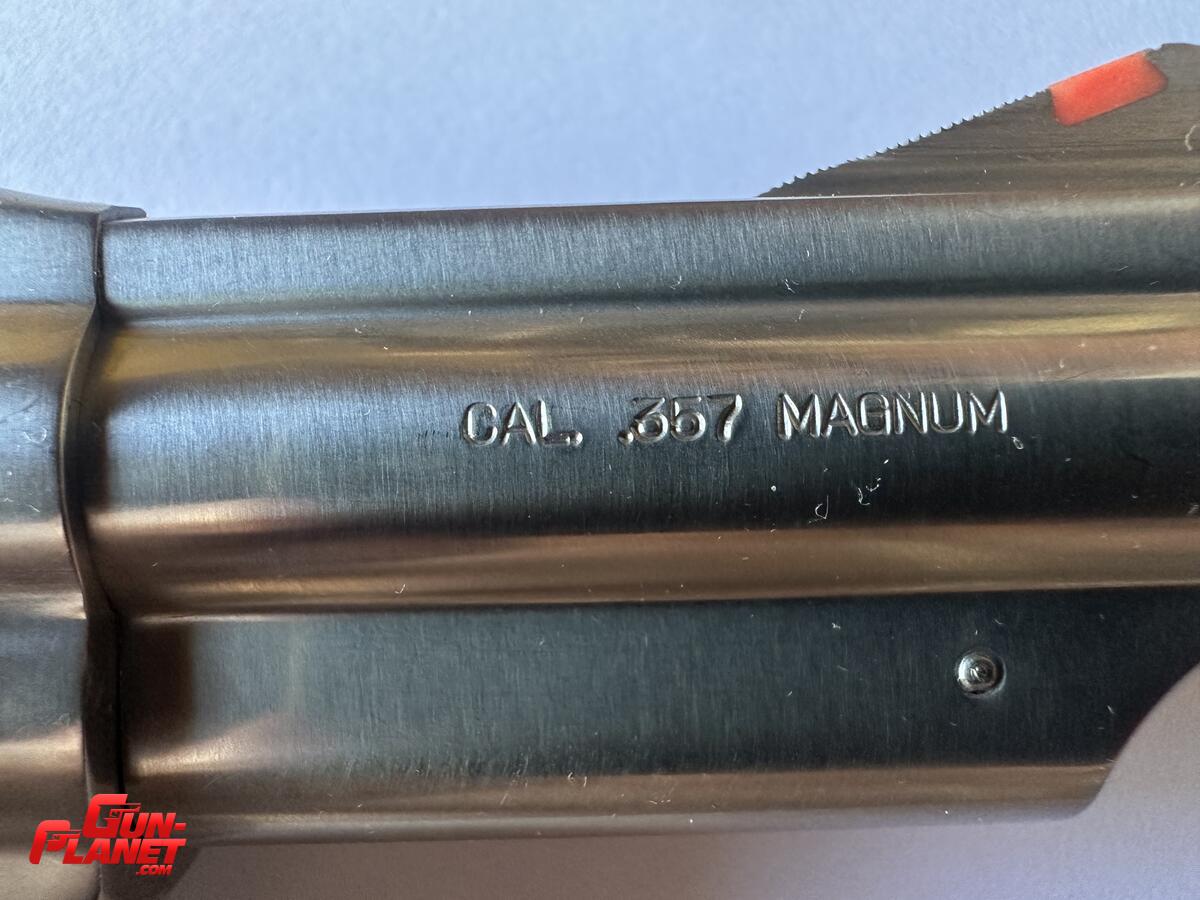 CAL. .357 MAGNUM
GUN-
PLANET
.COM